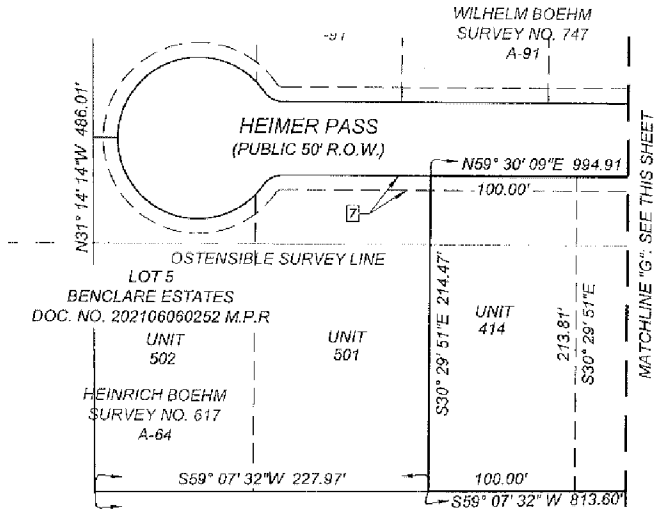 WILHELM BOEHM
SURVEY NO. 747
A-91
-91
N31° 14' 14"W 486.01'
HEIMER PASS
(PUBLIC 50' R.O.W.)
N59° 30' 09"E 994.91
100.00'
7
MATCHLINE "G": SEE THIS SHEET
OSTENSIBLE SURVEY LINE
LOT 5
BENCLARE ESTATES
DOC. NO. 202106060252 M.P.R
UNIT
502
UNIT
501
S30° 29' 51"E 214.47'
UNIT
414
213.81'
S30° 29' 51"E
HEINRICH BOEHM
SURVEY NO. 617
A-64
S59° 07' 32"W 227.97'
100.00'
S59° 07' 32" W 813.60'